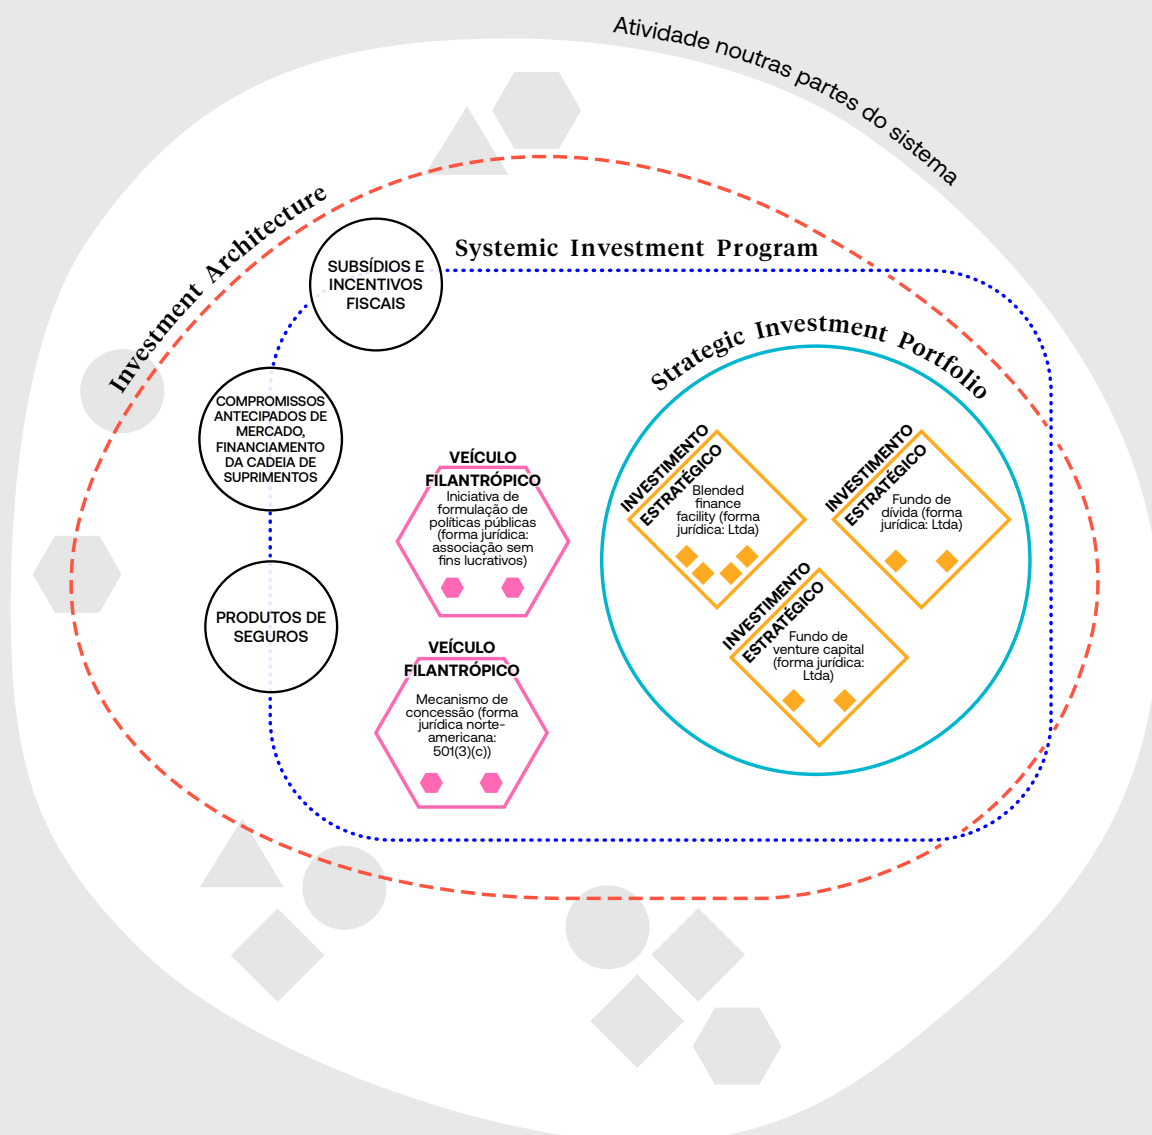 Atividade noutras partes do sistema
Investment Architecture
Systemic Investment Program
SUBSÍDIOS E
INCENTIVOS
FISCAIS
COMPROMISSOS
ANTECIPADOS DE
MERCADO,
FINANCIAMENTO
DA CADEIA DE
SUPRIMENTOS
PRODUTOS DE
SEGUROS
VEÍCULO
FILANTRÓPICO
Iniciativa de
formulação de
políticas públicas
(forma jurídica:
associação sem
fins lucrativos)
VEÍCULO
FILANTRÓPICO
Mecanismo de
concessão (forma
jurídica norte-
americana:
501(3)(c))
Strategic Investment Portfolio
INVESTIMENTO
ESTRATÉGICO
Blended
finance
facility (forma
jurídica: Ltda)
INVESTIMENTO
ESTRATÉGICO
Fundo de
dívida (forma
jurídica: Ltda)
INVESTIMENTO
ESTRATÉGICO
Fundo de
venture capital
(forma jurídica:
Ltda)